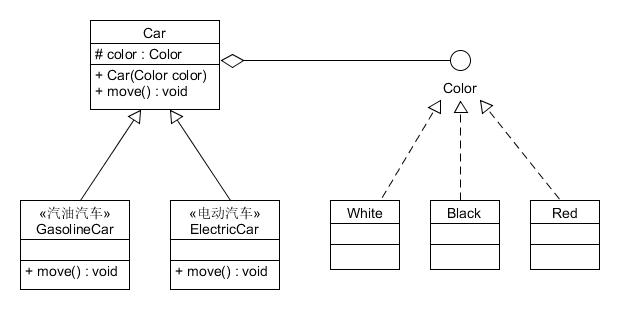 Car
# color : Color
+ Car(Color color)
+ move() : void
Color
«汽油汽车»
GasolineCar
+ move() : void
«电动汽车»
ElectricCar
+ move() : void
White
Black
Red